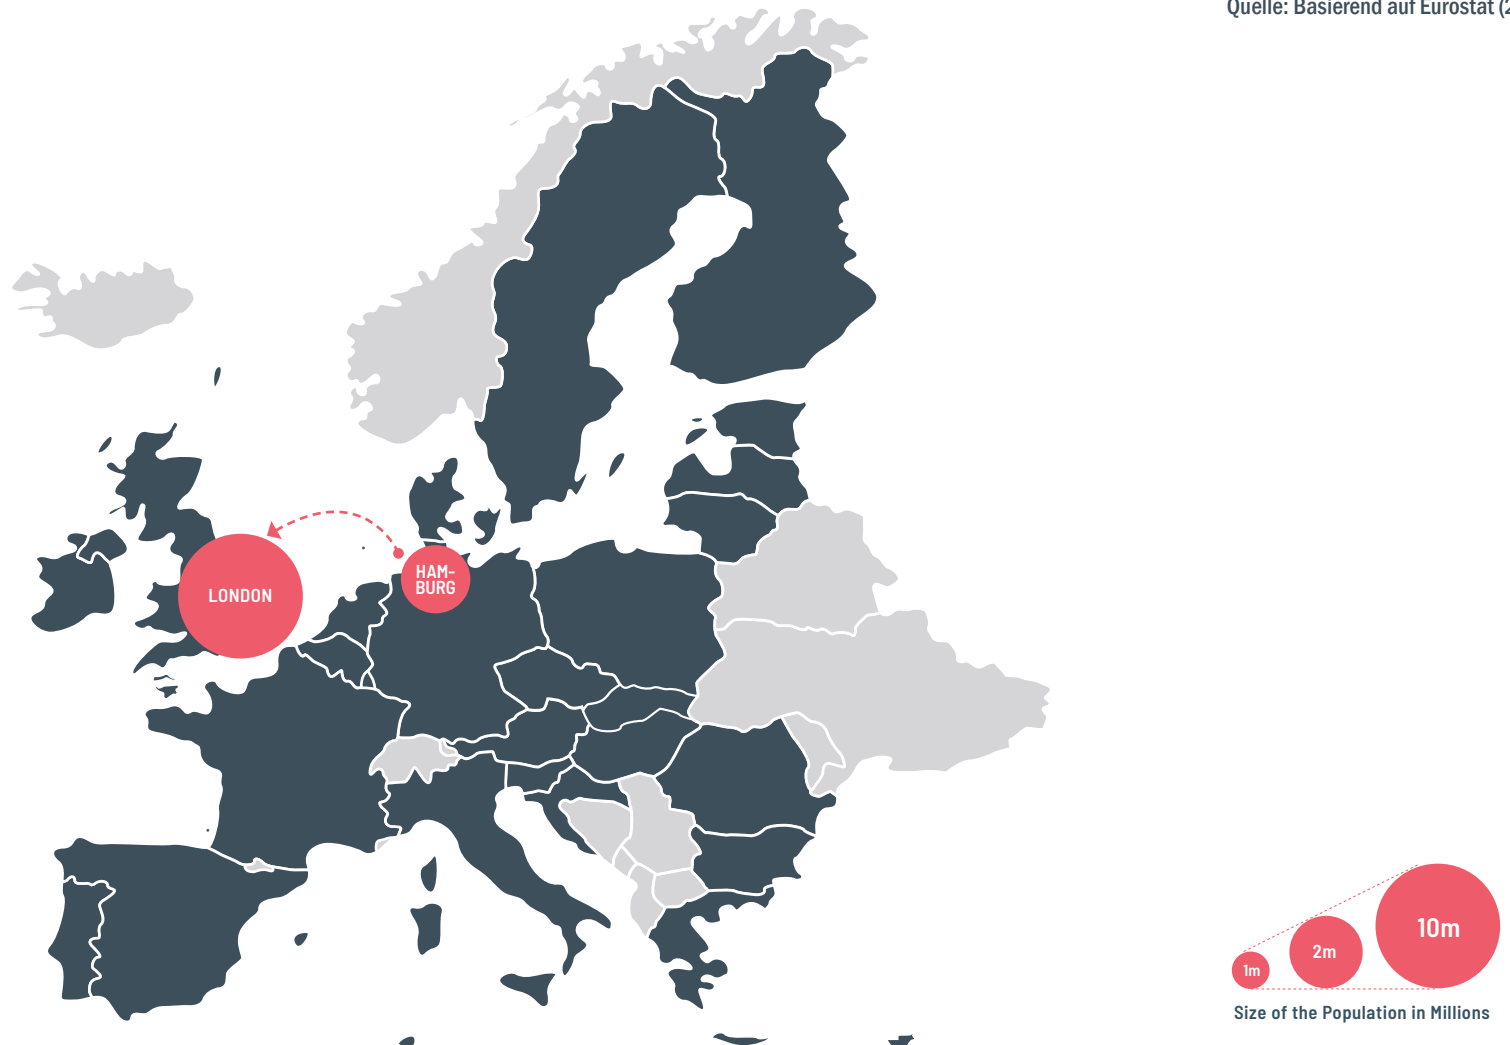 Quelle: Basierend auf Eurostat
LONDON
HAM-
BURG
1m
2m
10m
Size of the Population in Millions